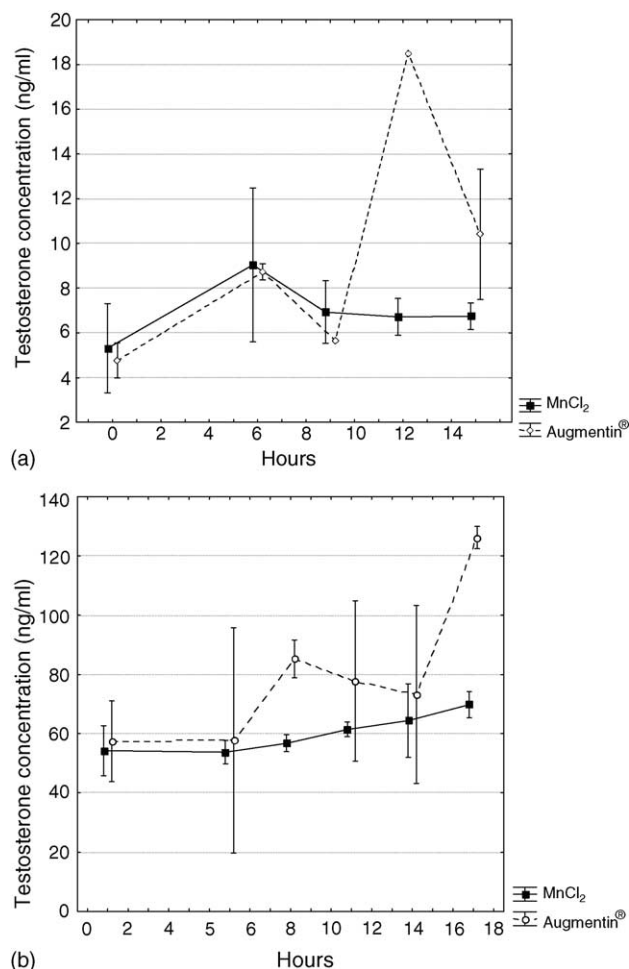 20
18
16
14
12
10
8
6
4
2
Testosterone concentration (ng/ml)
0 2 4 6 8 10 12 14
Hours
(a)
MnCl₂
Augmentin®
140
120
100
80
60
40
20
0
Testosterone concentration (ng/ml)
0 2 4 5 6 8 10 12 14 16 18
Hours
(b)
MnCl₂
Augmentin®